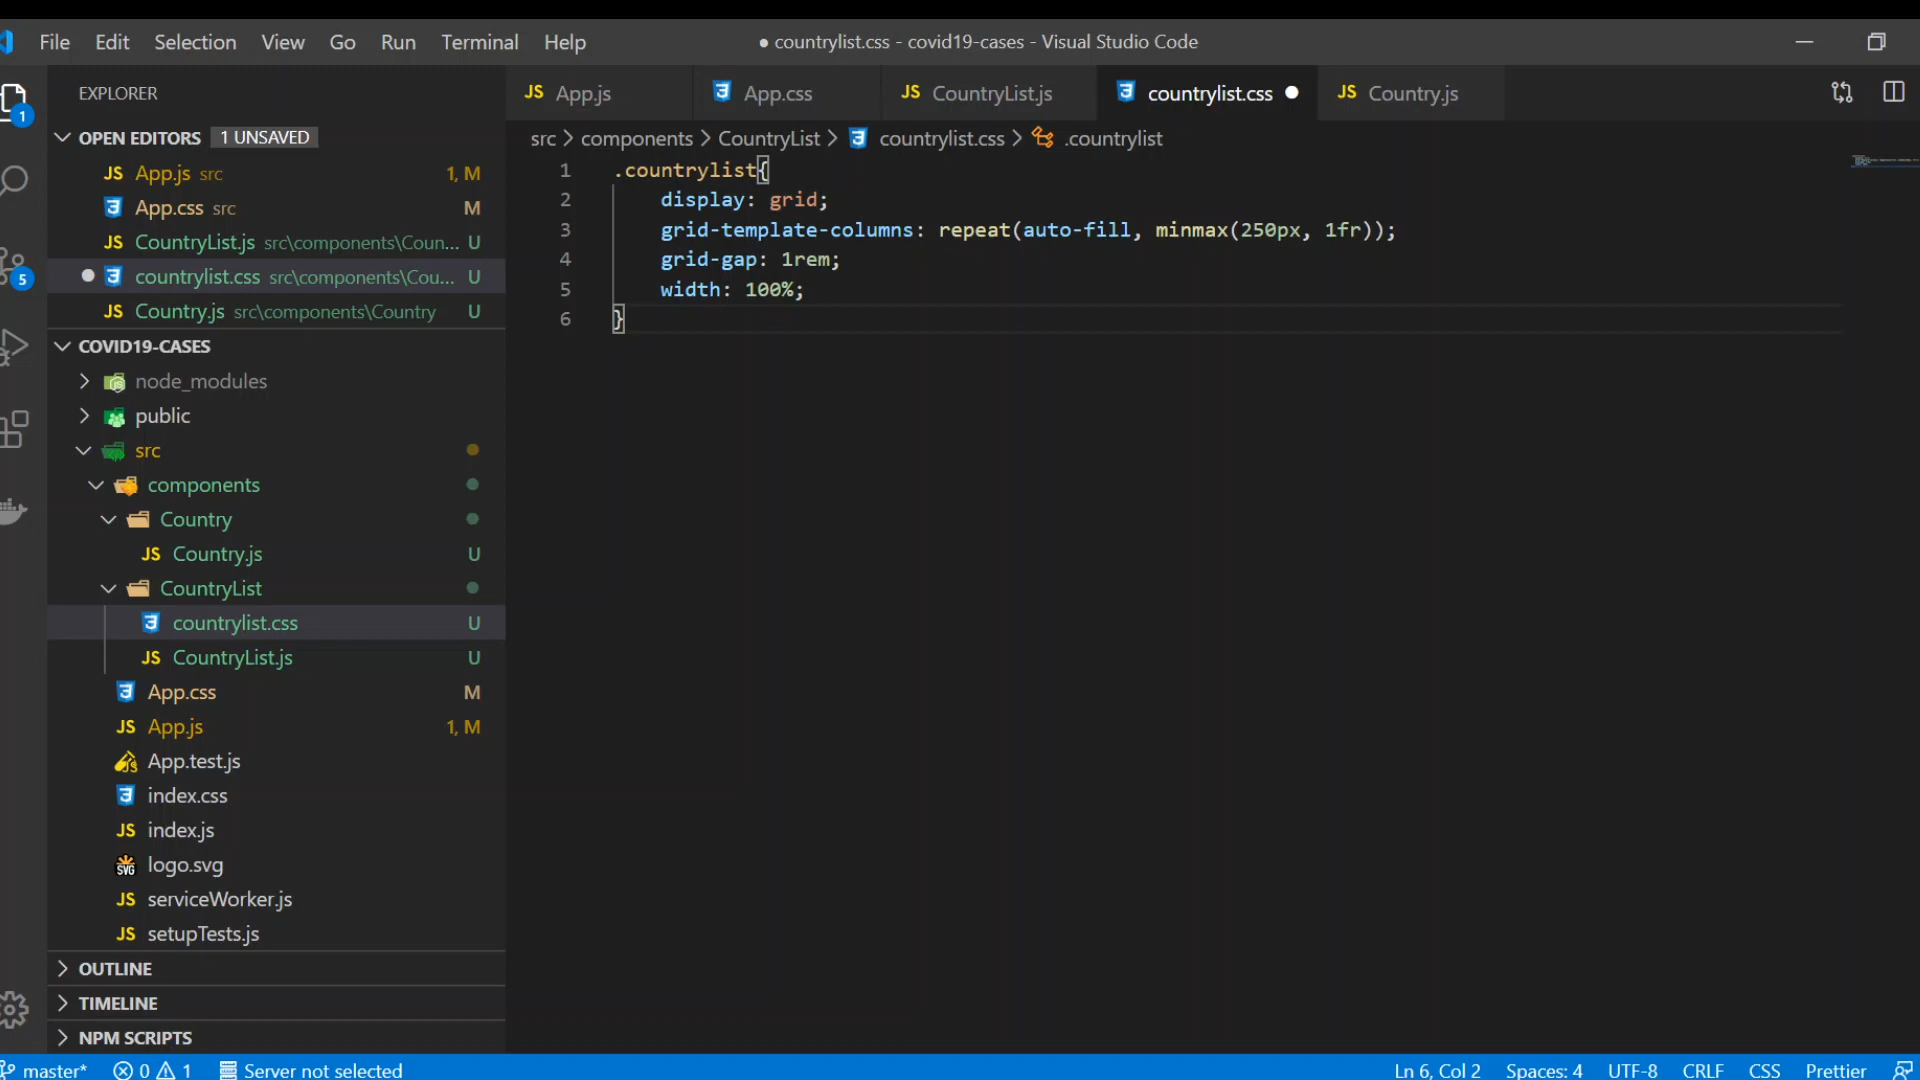 File Edit Selection View Go Run Terminal Help
● countrylist.css - covid19-cases - Visual Studio Code
EXPLORER
OPEN EDITORS 1 UNSAVED
JS App.js src 1, M
App.css src M
JS CountryList.js src\components\Coun... U
● countrylist.css src\components\Cou... U
JS Country.js src\components\Country U
COVID19-CASES
node_modules
public
src
components
Country
JS Country.js U
CountryList
countrylist.css U
JS CountryList.js U
App.css M
JS App.js 1, M
App.test.js
index.css
JS index.js
SVG logo.svg
JS serviceWorker.js
JS setupTests.js
OUTLINE
TIMELINE
NPM SCRIPTS
1
5
JS App.js
App.css
JS CountryList.js
countrylist.css ●
JS Country.js
src > components > CountryList > countrylist.css > .countrylist
1 .countrylist{
2 display: grid;
3 grid-template-columns: repeat(auto-fill, minmax(250px, 1fr));
4 grid-gap: 1rem;
5 width: 100%;
6 }
master* 0 1 Server not selected
Ln 6, Col 2 Spaces: 4 UTF-8 CRLF CSS Prettier